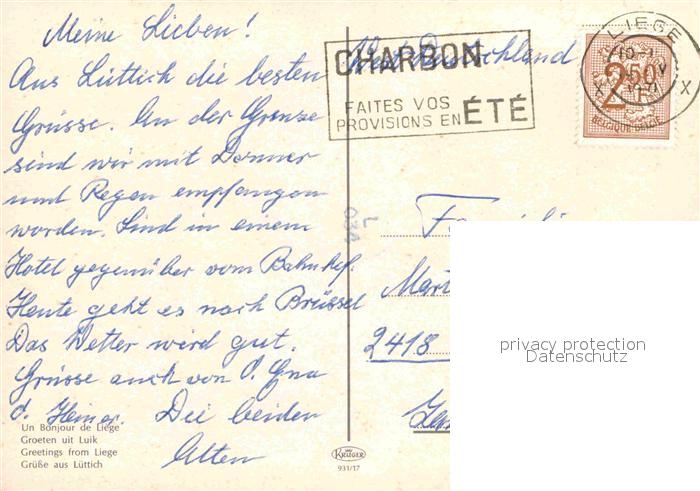 Meine Lieben!
Aus Lüttich die besten
Grüsse. An der Grenze
sind wir mit Donner
und Regen empfangen
worden. Sind in einem
Hotel gegenüber vom Bahnhof.
Heute geht es nach Brüssel
Das Wetter wird gut.
Grüsse auch von
Heiner. Die beiden
Alten
Un Bonjour de Liège
Groeten uit Luik
Greetings from Liege
Grüße aus Lüttich
KRÜGER
931/17
CHARBON
FAITES VOS
PROVISIONS EN ÉTÉ
Deutschland
LIEGE
X X
2,50
F
BELGIQUE-BELGIE
L
038
2418
privacy protection
Datenschutz